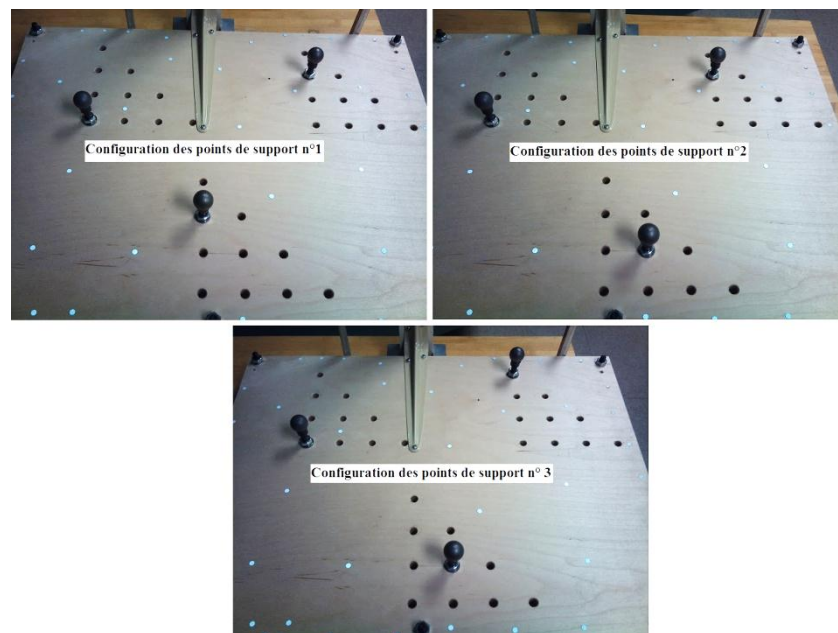 Configuration des points de support n°1
Configuration des points de support n°2
Configuration des points de support n° 3